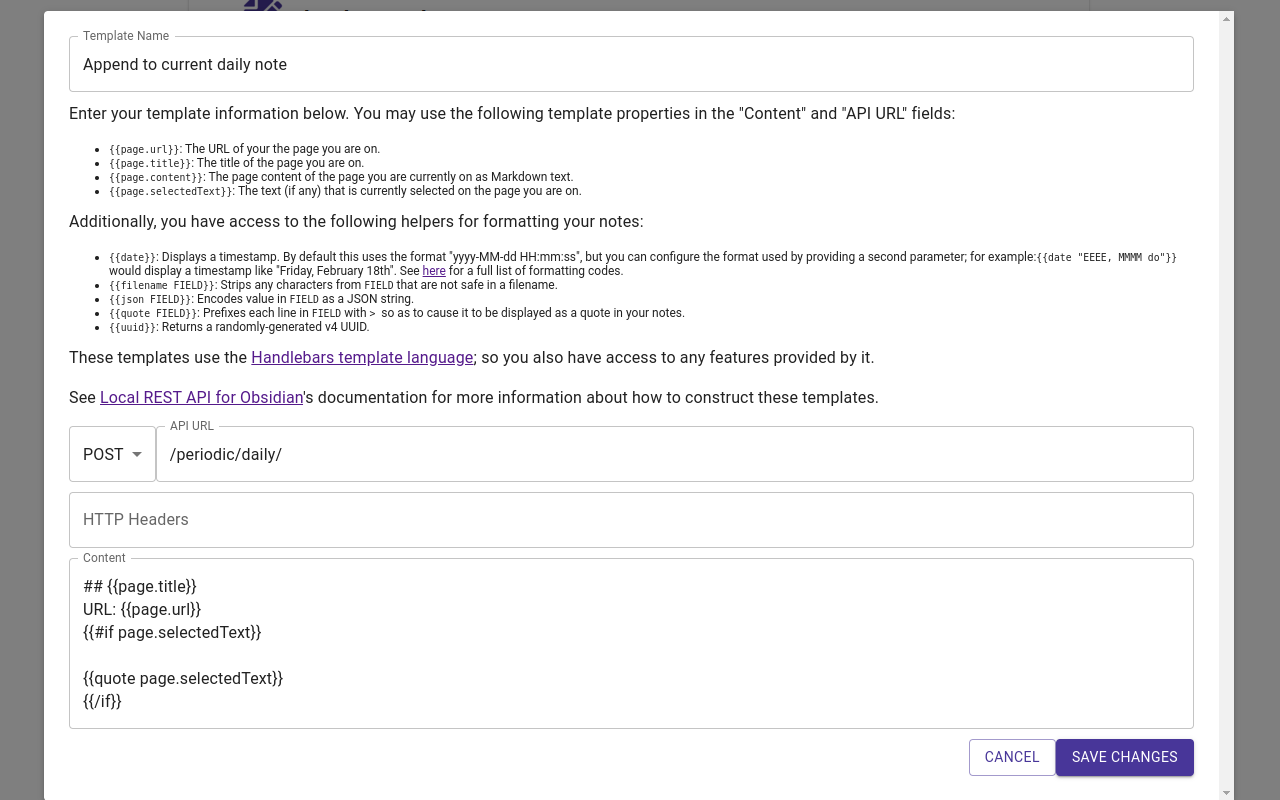 Template Name
Append to current daily note
Enter your template information below. You may use the following template properties in the "Content" and "API URL" fields:
{{page.url}}: The URL of your the page you are on.
{{page.title}}: The title of the page you are on.
{{page.content}}: The page content of the page you are currently on as Markdown text.
{{page.selectedText}}: The text (if any) that is currently selected on the page you are on.
Additionally, you have access to the following helpers for formatting your notes:
{{date}}: Displays a timestamp. By default this uses the format "yyyy-MM-dd HH:mm:ss", but you can configure the format used by providing a second parameter; for example:{{date "EEEE, MMMM do"}}
would display a timestamp like "Friday, February 18th". See here for a full list of formatting codes.
{{filename FIELD}}: Strips any characters from FIELD that are not safe in a filename.
{{json FIELD}}: Encodes value in FIELD as a JSON string.
{{quote FIELD}}: Prefixes each line in FIELD with > so as to cause it to be displayed as a quote in your notes.
{{uuid}}: Returns a randomly-generated v4 UUID.
These templates use the Handlebars template language; so you also have access to any features provided by it.
See Local REST API for Obsidian's documentation for more information about how to construct these templates.
API URL
POST /periodic/daily/
HTTP Headers
Content
## {{page.title}}
URL: {{page.url}}
{{#if page.selectedText}}
{{quote page.selectedText}}
{{/if}}
CANCEL SAVE CHANGES